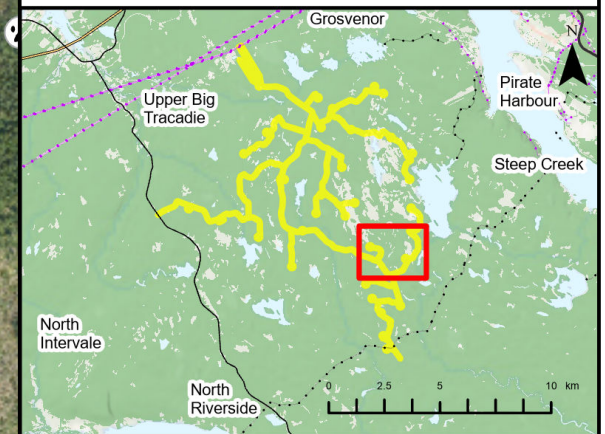 Grosvenor
N
Pirate
Harbour
Upper Big
Tracadie
Steep Creek
North
Intervale
North
Riverside
0 2.5 5 10 km